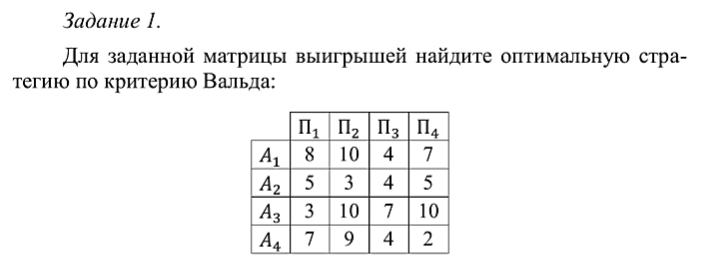 Задание 1.
Для заданной матрицы выигрышей найдите оптимальную стра-
тегию по критерию Вальда:
П₁ П₂ П₃ П₄
A₁ 8 10 4 7
A₂ 5 3 4 5
A₃ 3 10 7 10
A₄ 7 9 4 2